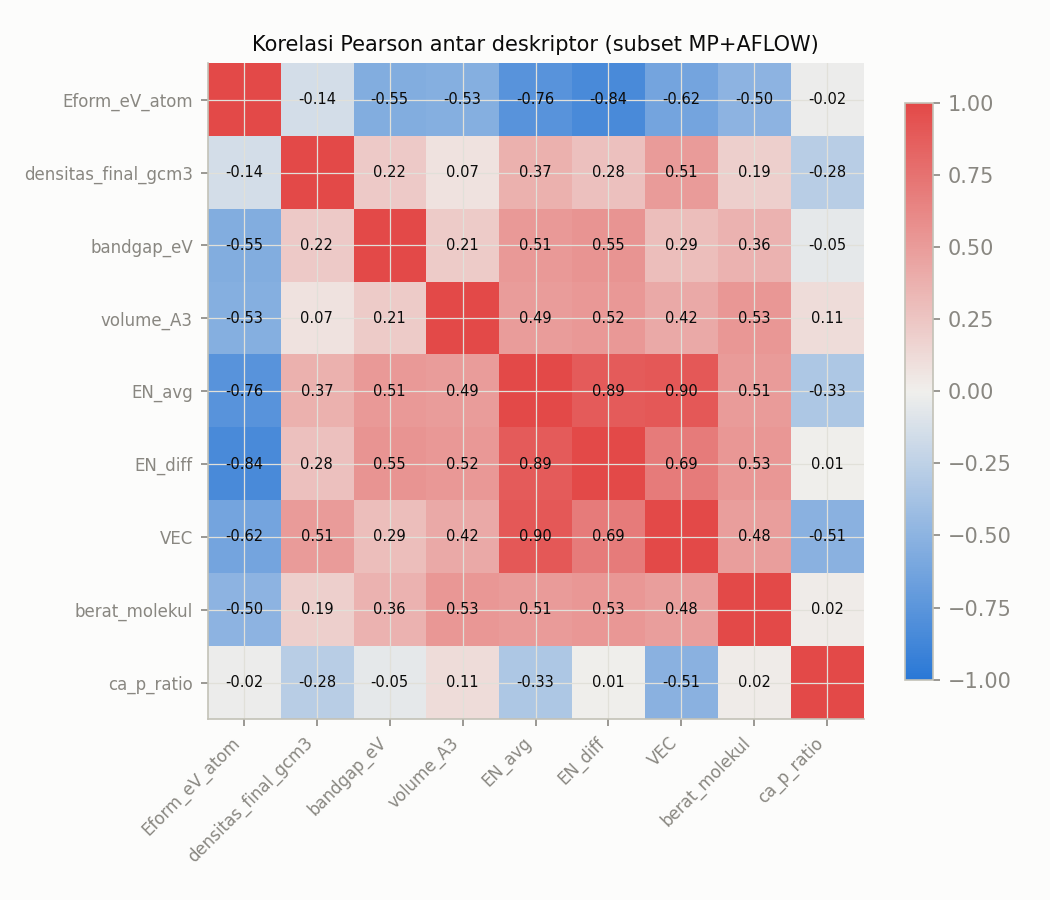 Korelasi Pearson antar deskriptor (subset MP+AFLOW)
Eform_eV_atom -0.14 -0.55 -0.53 -0.76 -0.84 -0.62 -0.50 -0.02
densitas_final_gcm3 -0.14 0.22 0.07 0.37 0.28 0.51 0.19 -0.28
bandgap_eV -0.55 0.22 0.21 0.51 0.55 0.29 0.36 -0.05
volume_A3 -0.53 0.07 0.21 0.49 0.52 0.42 0.53 0.11
EN_avg -0.76 0.37 0.51 0.49 0.89 0.90 0.51 -0.33
EN_diff -0.84 0.28 0.55 0.52 0.89 0.69 0.53 0.01
VEC -0.62 0.51 0.29 0.42 0.90 0.69 0.48 -0.51
berat_molekul -0.50 0.19 0.36 0.53 0.51 0.53 0.48 0.02
ca_p_ratio -0.02 -0.28 -0.05 0.11 -0.33 0.01 -0.51 0.02
Eform_eV_atom densitas_final_gcm3 bandgap_eV volume_A3 EN_avg EN_diff VEC berat_molekul ca_p_ratio
1.00
0.75
0.50
0.25
0.00
−0.25
−0.50
−0.75
−1.00